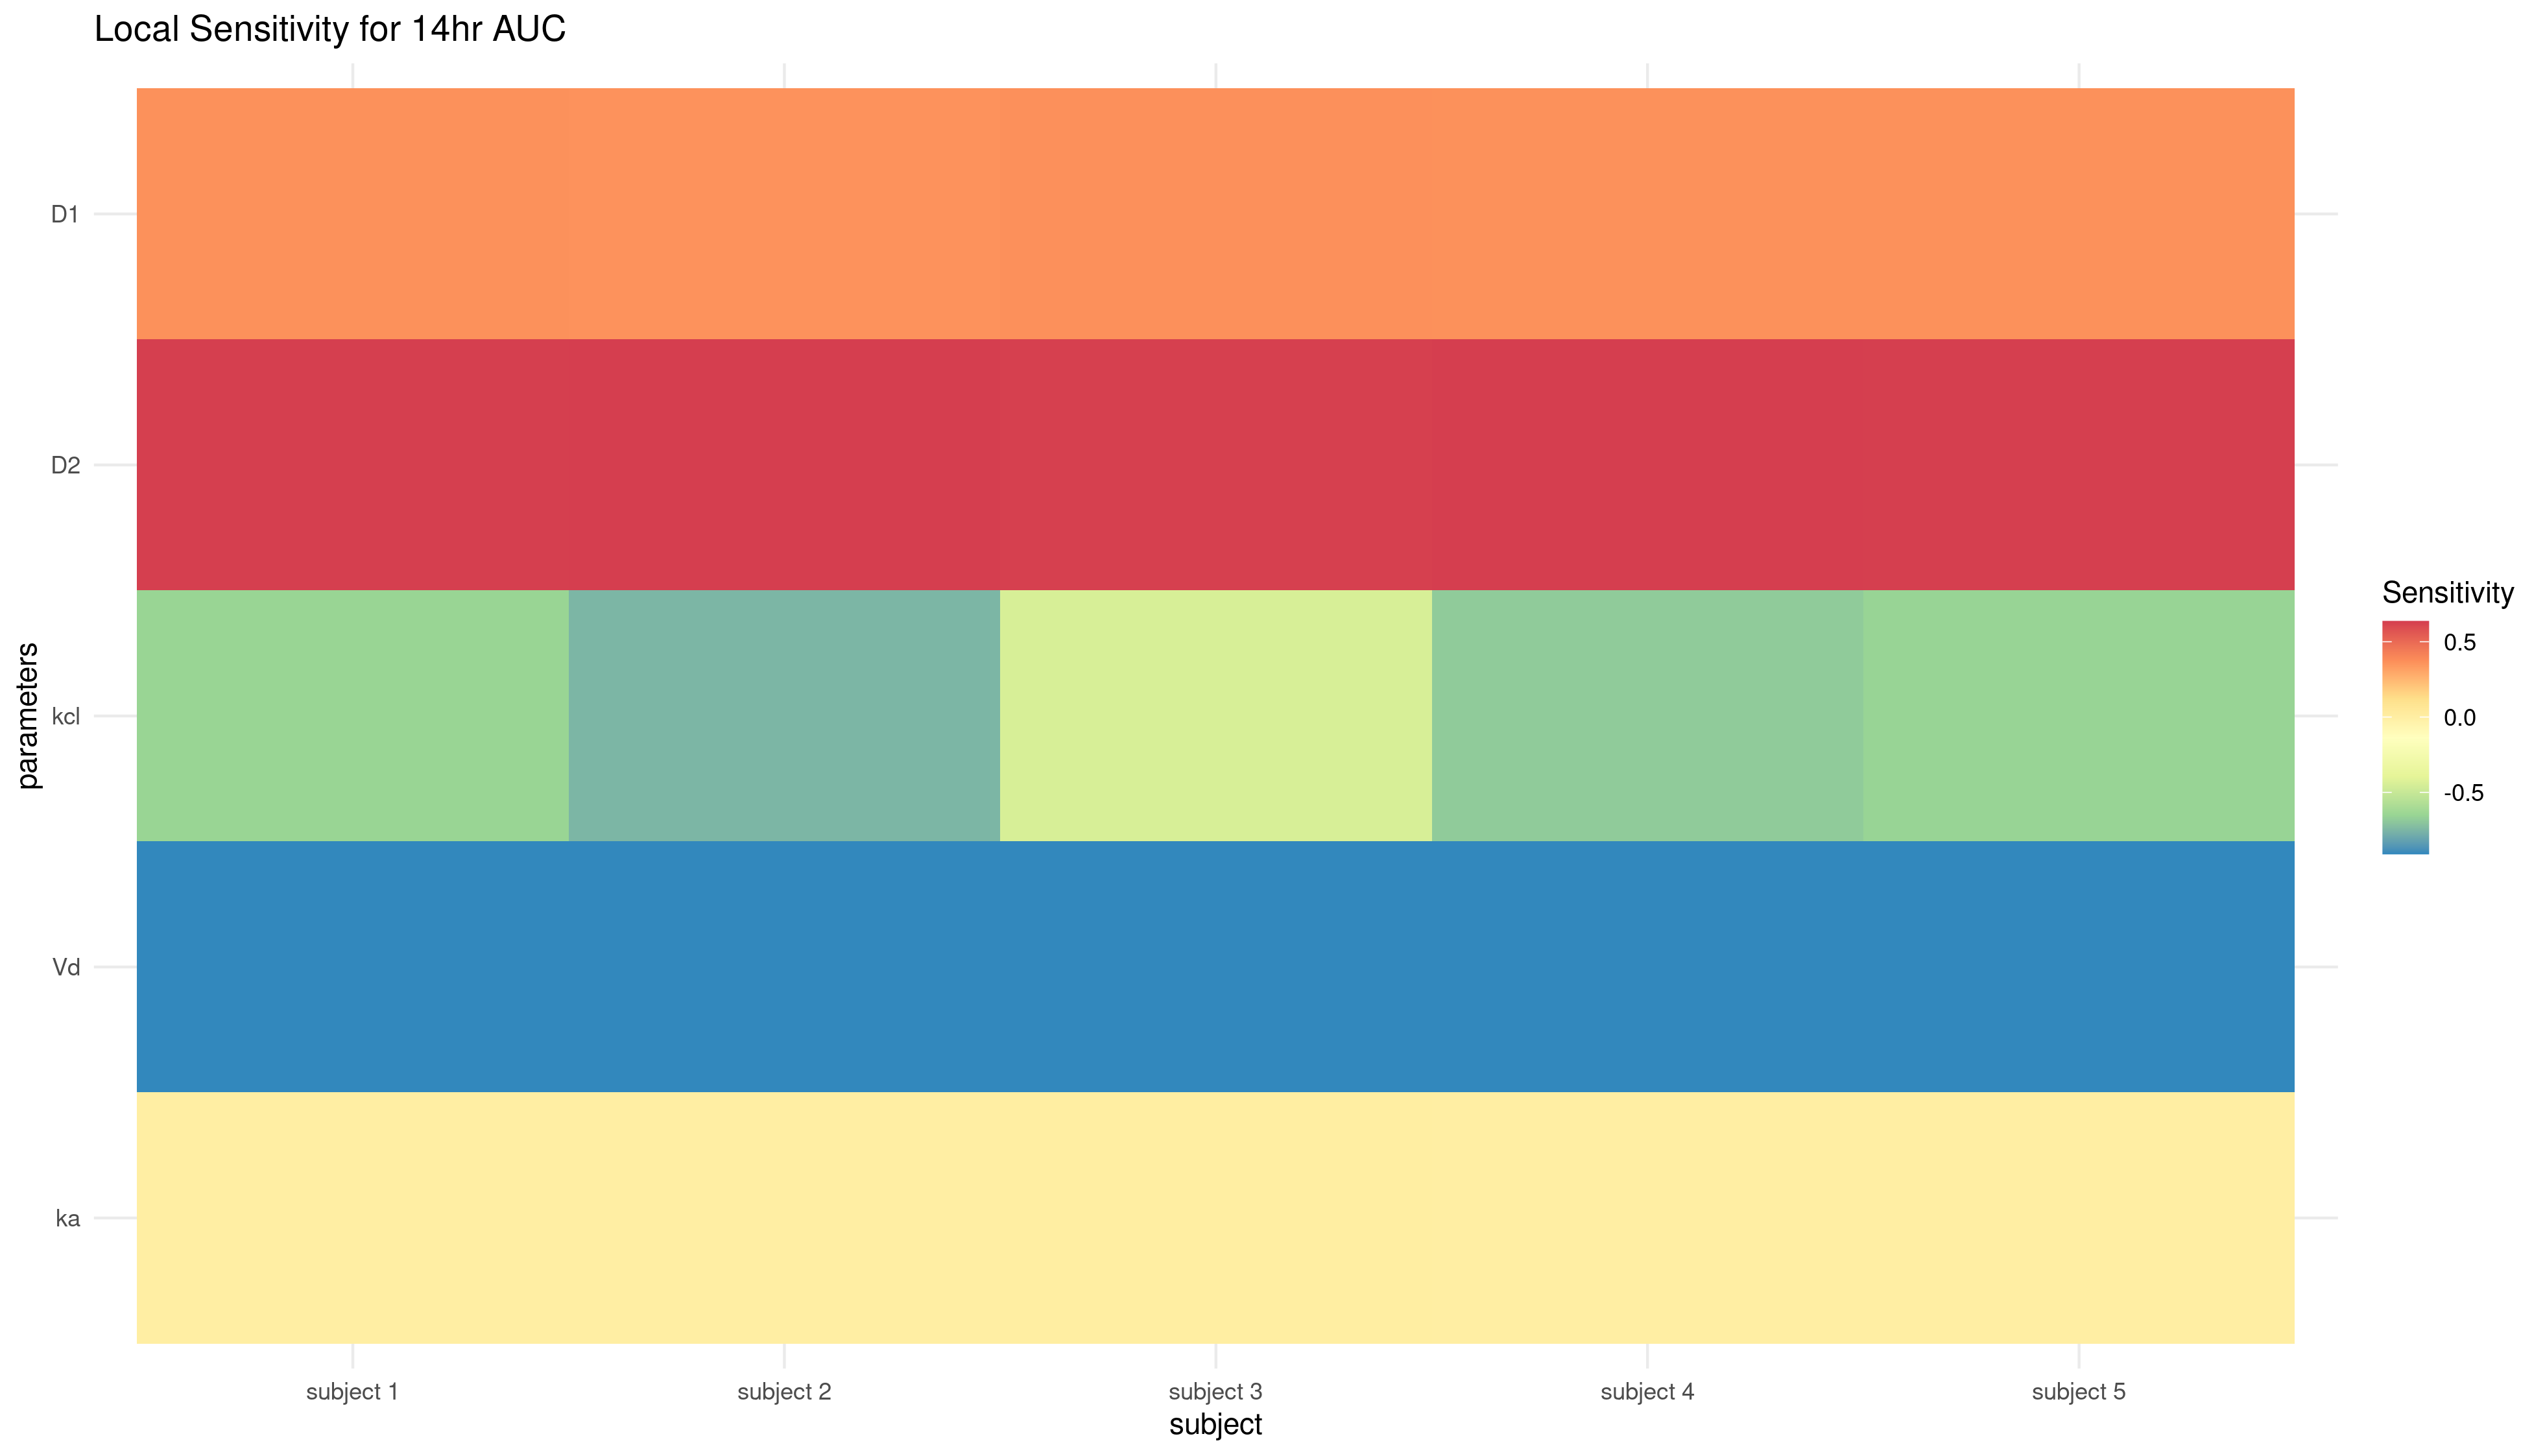 Local Sensitivity for 14hr AUC
parameters
D1
D2
kcl
Vd
ka
subject 1
subject 2
subject 3
subject 4
subject 5
subject
Sensitivity
0.5
0.0
-0.5